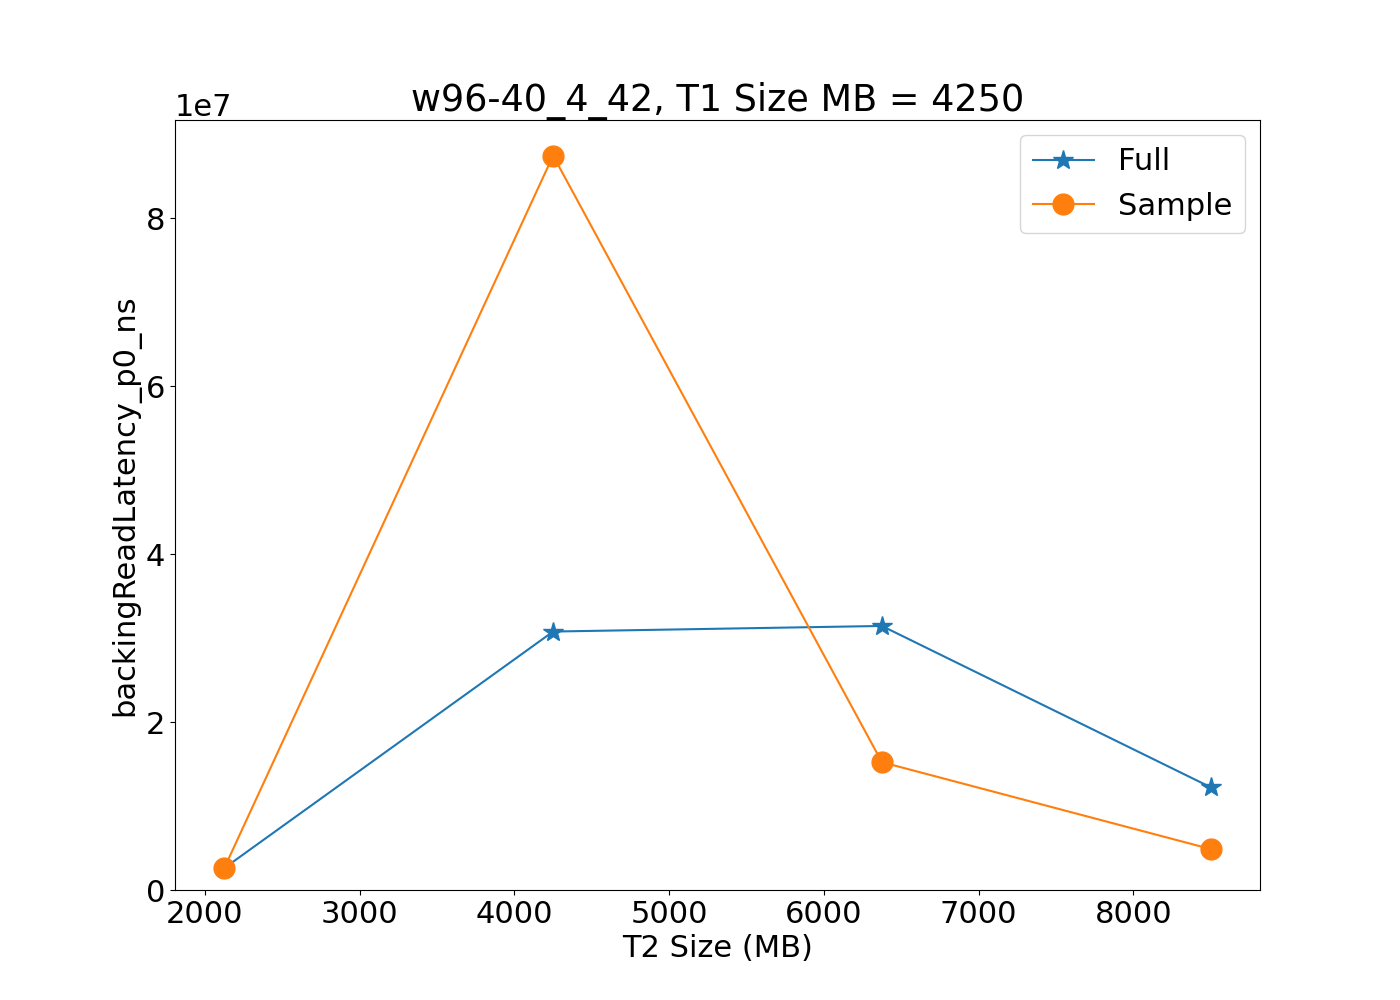 w96-40_4_42, T1 Size MB = 4250
1e7
Full
Sample
8
6
4
2
0
backingReadLatency_p0_ns
2000 3000 4000 5000 6000 7000 8000
T2 Size (MB)